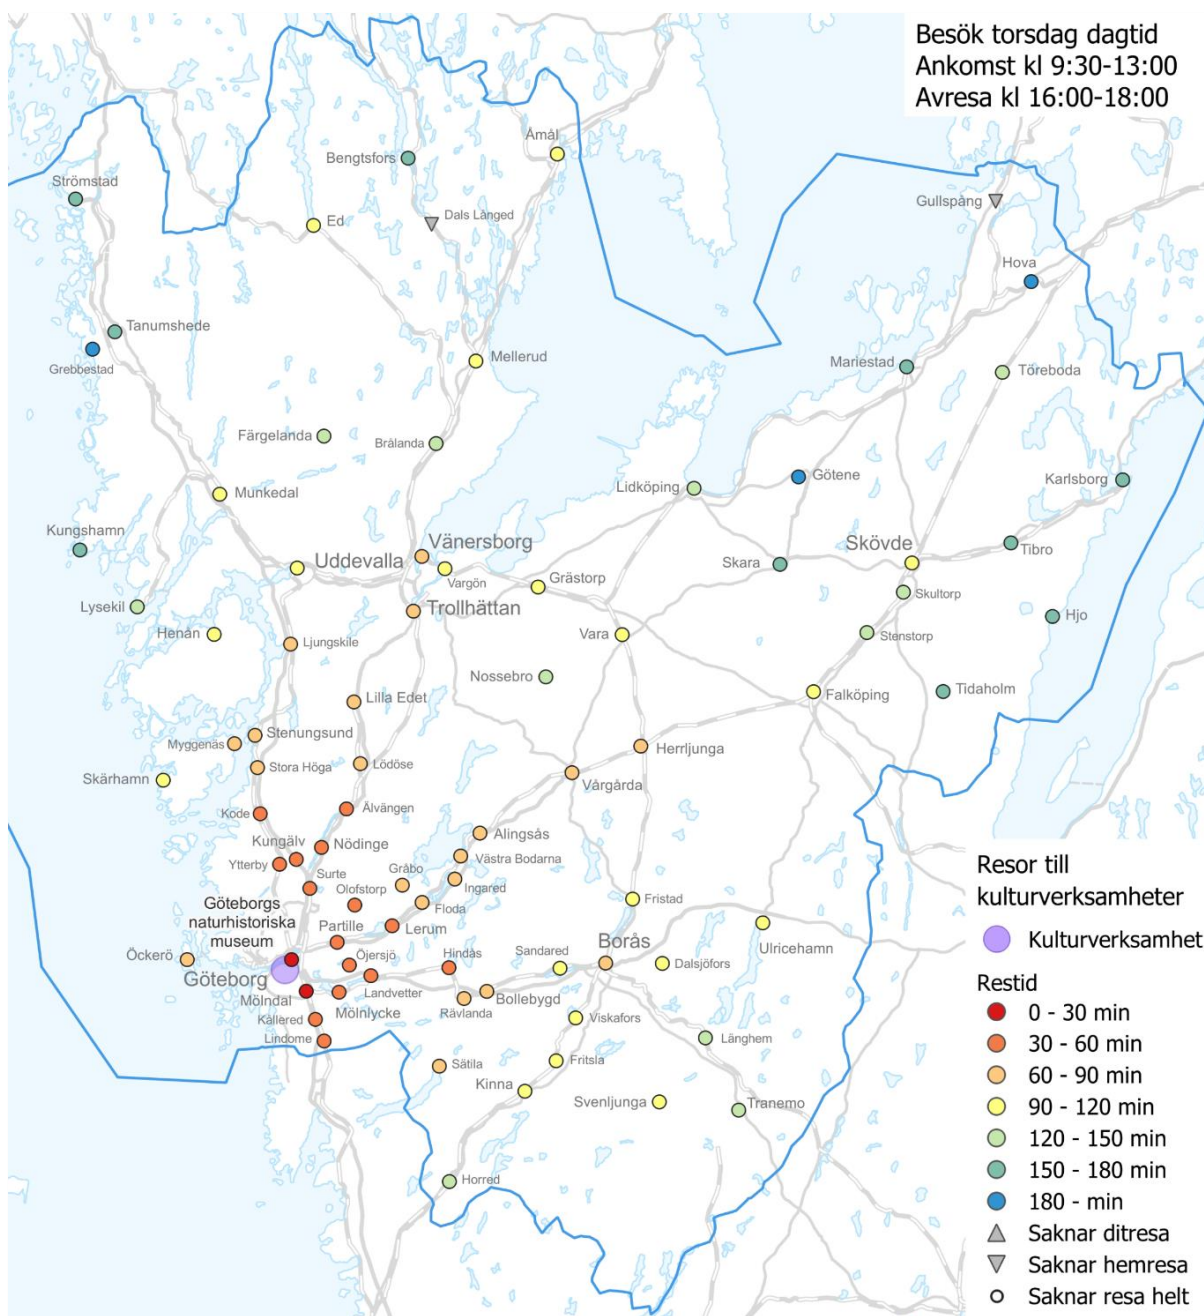 Besök torsdag dagtid
Ankomst kl 9:30-13:00
Avresa kl 16:00-18:00
Åmål
Bengtsfors
Strömstad
Gullspång
Dals Långed
Ed
Hova
Tanumshede
Grebbestad
Mellerud
Mariestad
Töreboda
Färgelanda
Brålanda
Götene
Karlsborg
Lidköping
Munkedal
Kungshamn
Vänersborg
Skövde
Tibro
Uddevalla
Skara
Vargön
Grästorp
Skultorp
Lysekil
Trollhättan
Hjo
Henån
Ljungskile
Vara
Stenstorp
Nossebro
Tidaholm
Lilla Edet
Falköping
Stenungsund
Myggenäs
Herrljunga
Stora Höga
Lödöse
Skärhamn
Vårgårda
Kode
Älvängen
Alingsås
Kungälv
Nödinge
Västra Bodarna
Ytterby
Gråbo
Surte
Ingared
Olofstorp
Göteborgs
naturhistoriska
museum
Floda
Fristad
Partille
Lerum
Ulricehamn
Borås
Öckerö
Öjersjö
Hindås
Sandared
Dalsjöfors
Göteborg
Landvetter
Mölndal
Mölnlycke
Rävlanda
Bollebygd
Kållered
Viskafors
Lindome
Länghem
Sätila
Fritsla
Kinna
Svenljunga
Tranemo
Horred
Resor till
kulturverksamheter
Kulturverksamhet
Restid
0 - 30 min
30 - 60 min
60 - 90 min
90 - 120 min
120 - 150 min
150 - 180 min
180 - min
Saknar ditresa
Saknar hemresa
Saknar resa helt